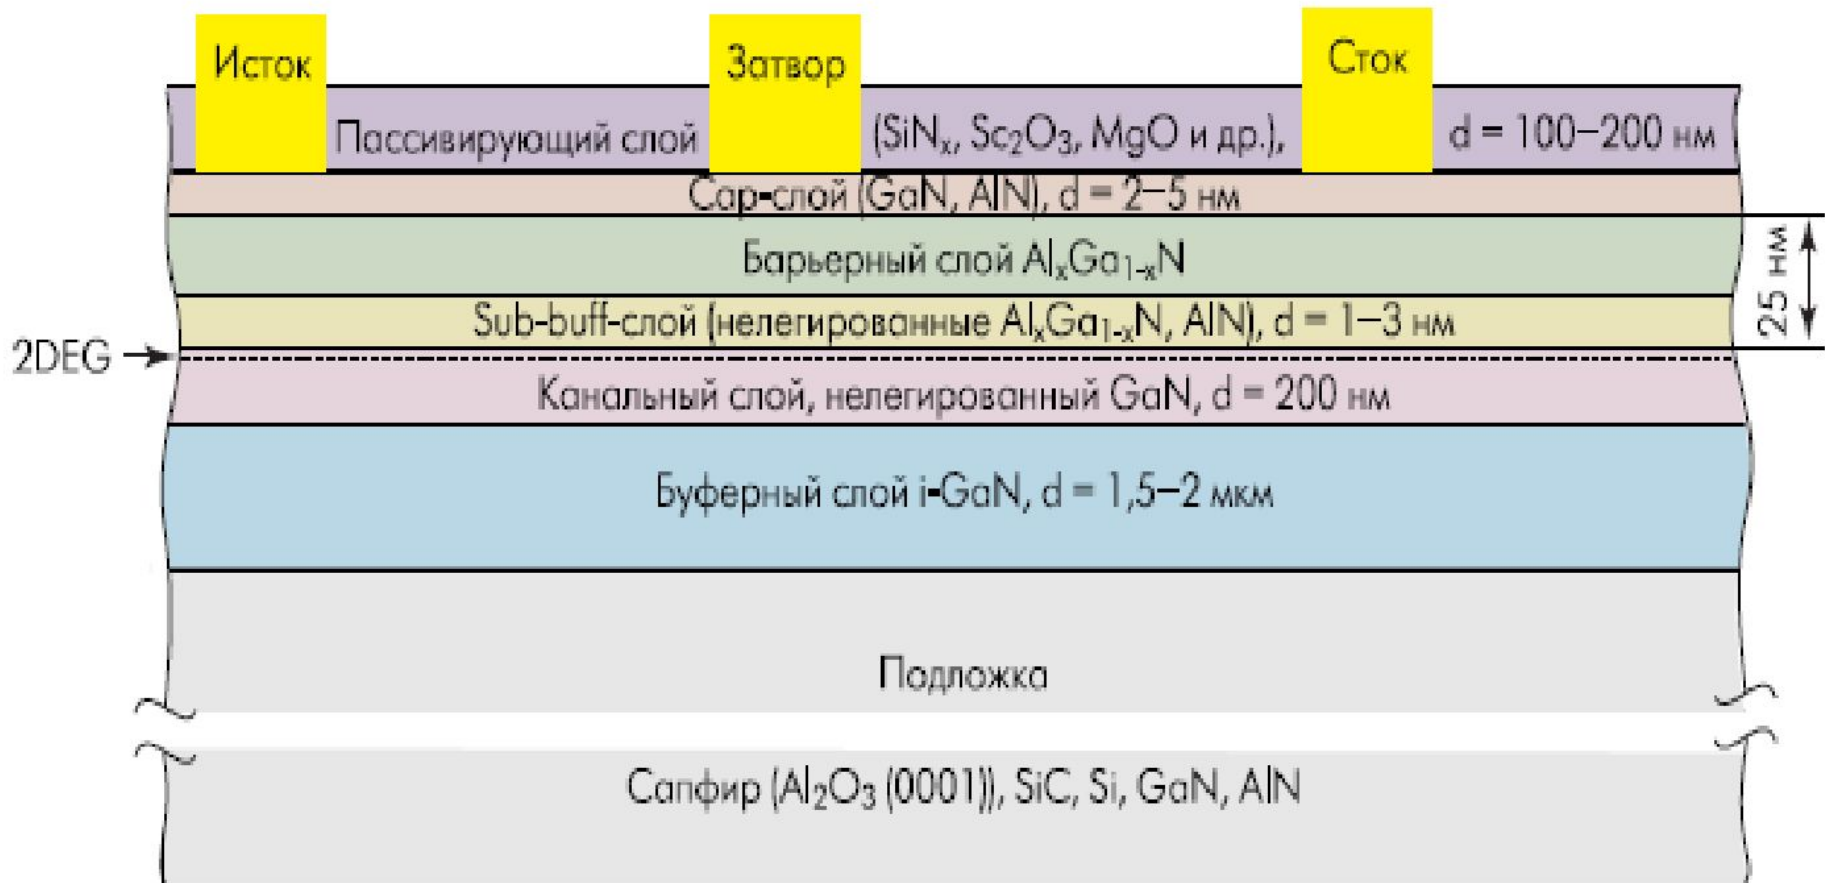 Исток
Затвор
Сток
Пассивирующий слой (SiNₓ, Sc₂O₃, MgO и др.), d = 100–200 нм
Cap-слой (GaN, AlN), d = 2–5 нм
Барьерный слой AlₓGa₁₋ₓN
25 нм
Sub-buff-слой (нелегированные AlₓGa₁₋ₓN, AlN), d = 1–3 нм
2DEG
Канальный слой, нелегированный GaN, d = 200 нм
Буферный слой i-GaN, d = 1,5–2 мкм
Подложка
Сапфир (Al₂O₃ (0001)), SiC, Si, GaN, AlN